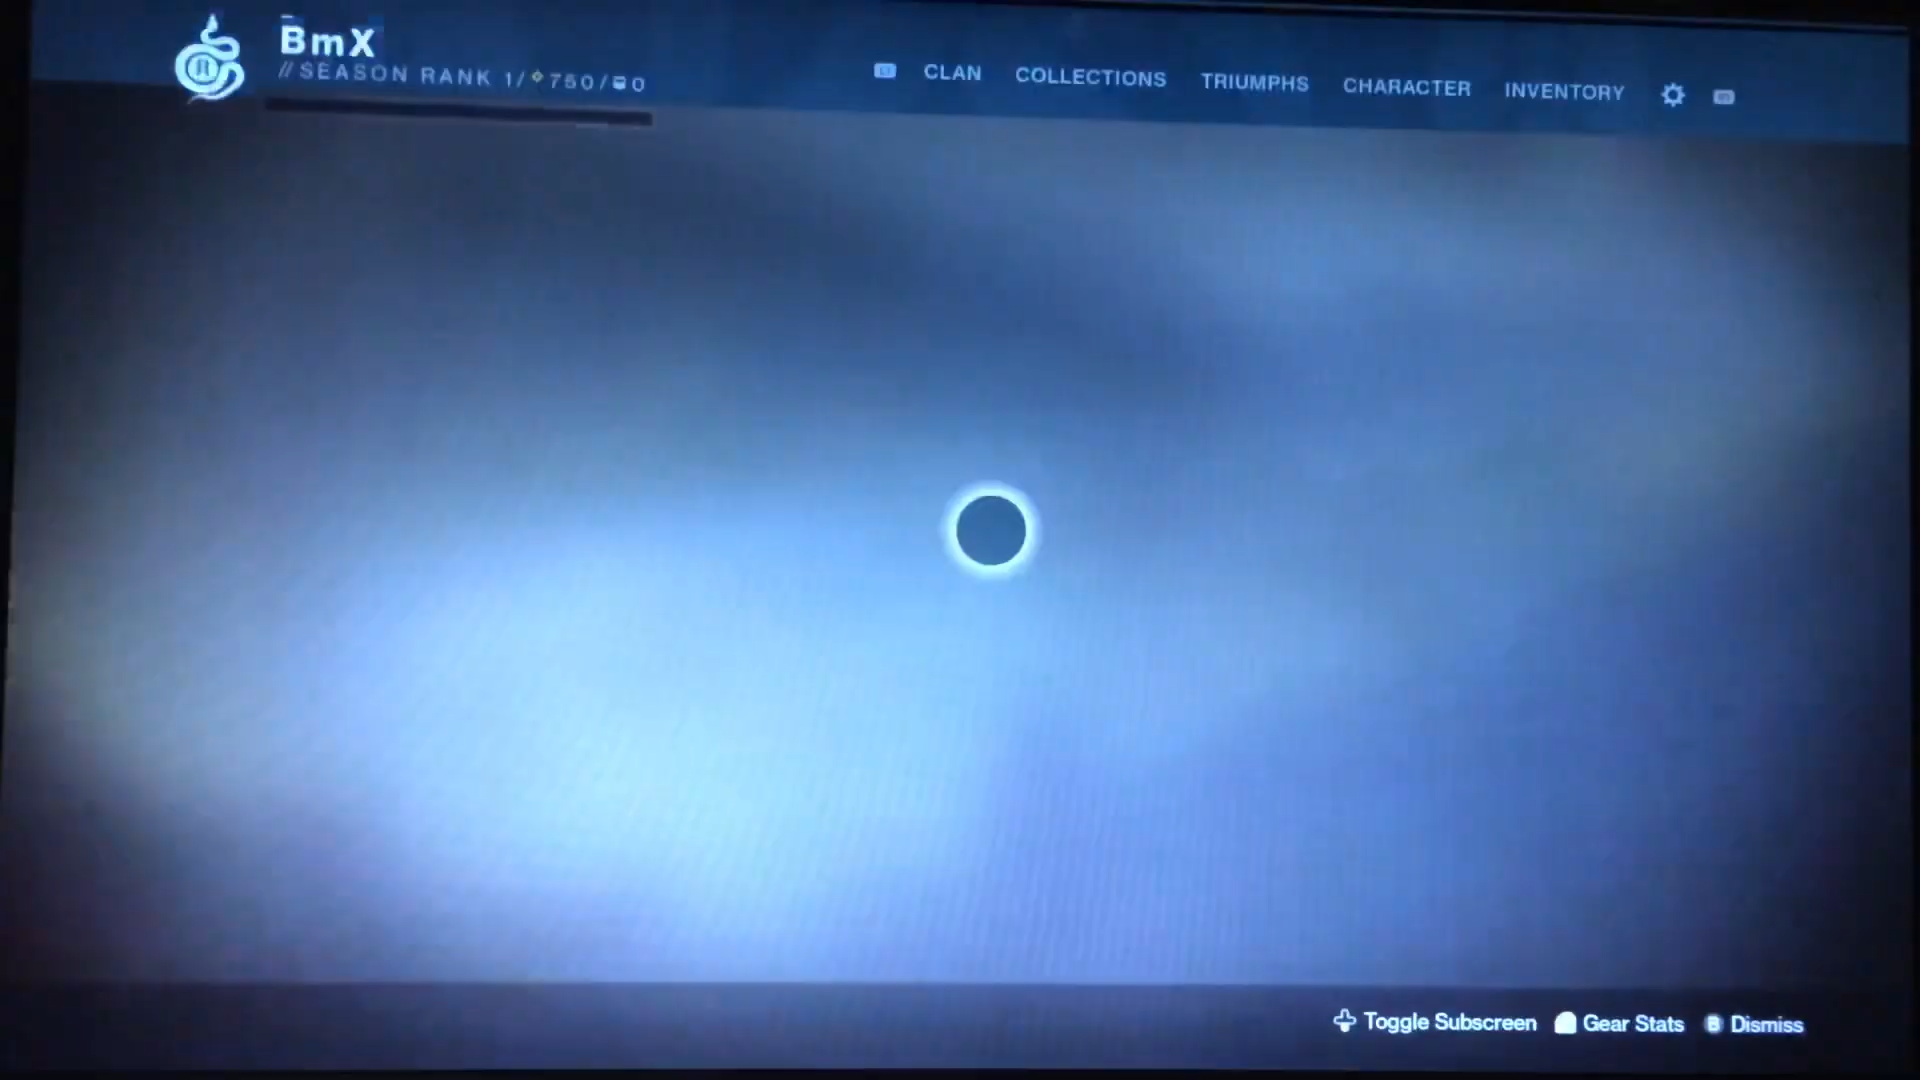 BmX
//SEASON RANK 1/750/0
CLAN COLLECTIONS TRIUMPHS CHARACTER INVENTORY
Toggle Subscreen Gear Stats B Dismiss